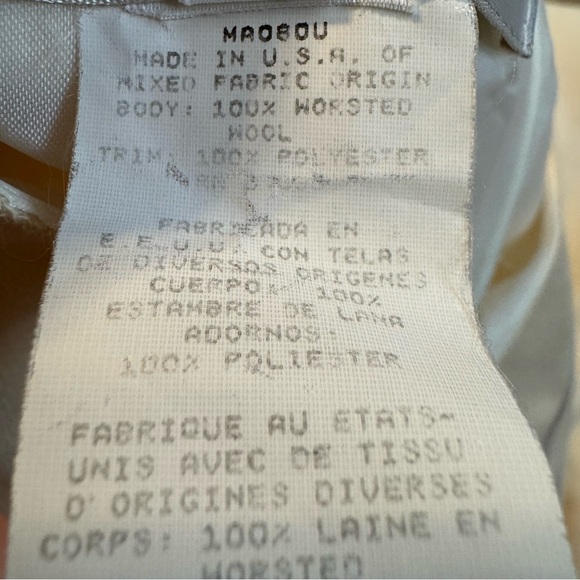 MAOBOU
MADE IN U.S.A. OF
MIXED FABRIC ORIGIN
BODY: 100% WORSTED
WOOL
TRIM: 100% POLYESTER
FABRICADA EN
E.E.U.U. CON TELAS
DE DIVERSOS ORIGENES
CUERPO: 100%
ESTAMBRE DE LANA
ADORNOS:
100% POLIESTER
FABRIQUE AU ETATS-
UNIS AVEC DE TISSU
D'ORIGINES DIVERSES
CORPS: 100% LAINE EN
WORSTED